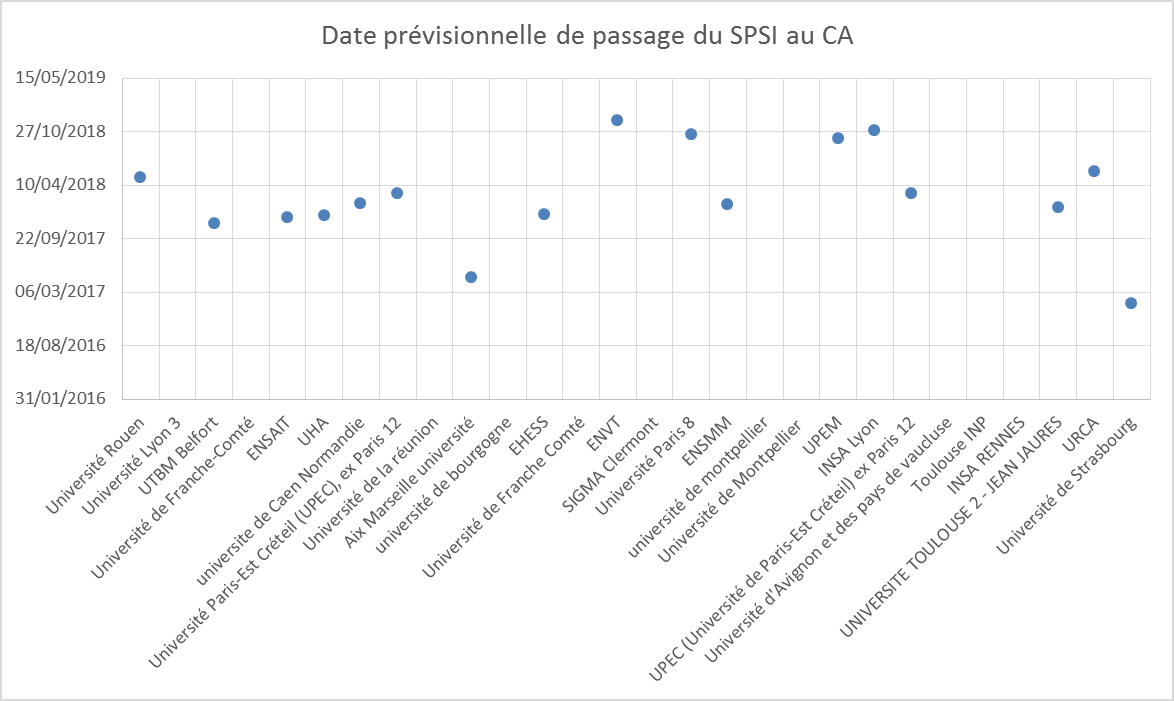 Date prévisionnelle de passage du SPSI au CA
15/05/2019
27/10/2018
10/04/2018
22/09/2017
06/03/2017
18/08/2016
31/01/2016
Université Rouen
Université Lyon 3
UTBM Belfort
Université de Franche-Comté
ENSAIT
UHA
universite de Caen Normandie
Université Paris-Est Créteil (UPEC), ex Paris 12
Université de la réunion
Aix Marseille université
université de bourgogne
EHESS
Université de Franche Comté
ENVT
SIGMA Clermont
Université Paris 8
ENSMM
université de montpellier
Université de Montpellier
UPEM
INSA Lyon
UPEC (Université de Paris-Est Créteil) ex Paris 12
Université d'Avignon et des pays de vaucluse
Toulouse INP
INSA RENNES
UNIVERSITE TOULOUSE 2 - JEAN JAURES
URCA
Université de Strasbourg